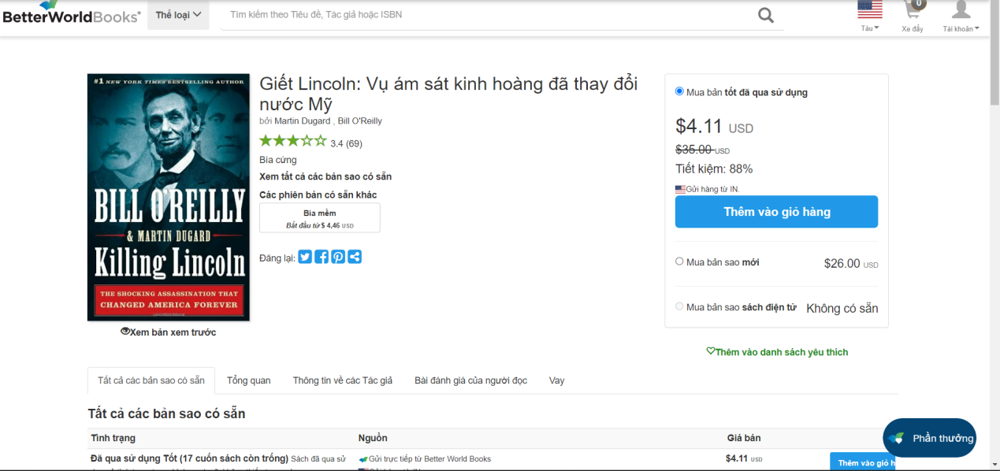 BetterWorldBooks®
Thể loại
Tìm kiếm theo Tiêu đề, Tác giả hoặc ISBN
0
Tàu
Xe đẩy
Tài khoản
#1 NEW YORK TIMES BESTSELLING AUTHOR
BILL O'REILLY
& MARTIN DUGARD
Killing Lincoln
THE SHOCKING ASSASSINATION THAT
CHANGED AMERICA FOREVER
Xem bản xem trước
Giết Lincoln: Vụ ám sát kinh hoàng đã thay đổi
nước Mỹ
bởi Martin Dugard , Bill O'Reilly
3.4 (69)
Bìa cứng
Xem tất cả các bản sao có sẵn
Các phiên bản có sẵn khác
Bìa mềm
Bắt đầu từ $ 4,46 USD
Đăng lại:
Mua bản tốt đã qua sử dụng
$4.11 USD
$35.00 USD
Tiết kiệm: 88%
Gửi hàng từ IN.
Thêm vào giỏ hàng
Mua bản sao mới $26.00 USD
Mua bản sao sách điện tử Không có sẵn
Thêm vào danh sách yêu thích
Tất cả các bản sao có sẵn Tổng quan Thông tin về các Tác giả Bài đánh giá của người đọc Vay
Tất cả các bản sao có sẵn
Tình trạng Nguồn Giá bán
Đã qua sử dụng Tốt (17 cuốn sách còn trống) Sách đã qua sử Gửi trực tiếp từ Better World Books $4.11 USD Thêm vào giỏ h
Phần thưởng